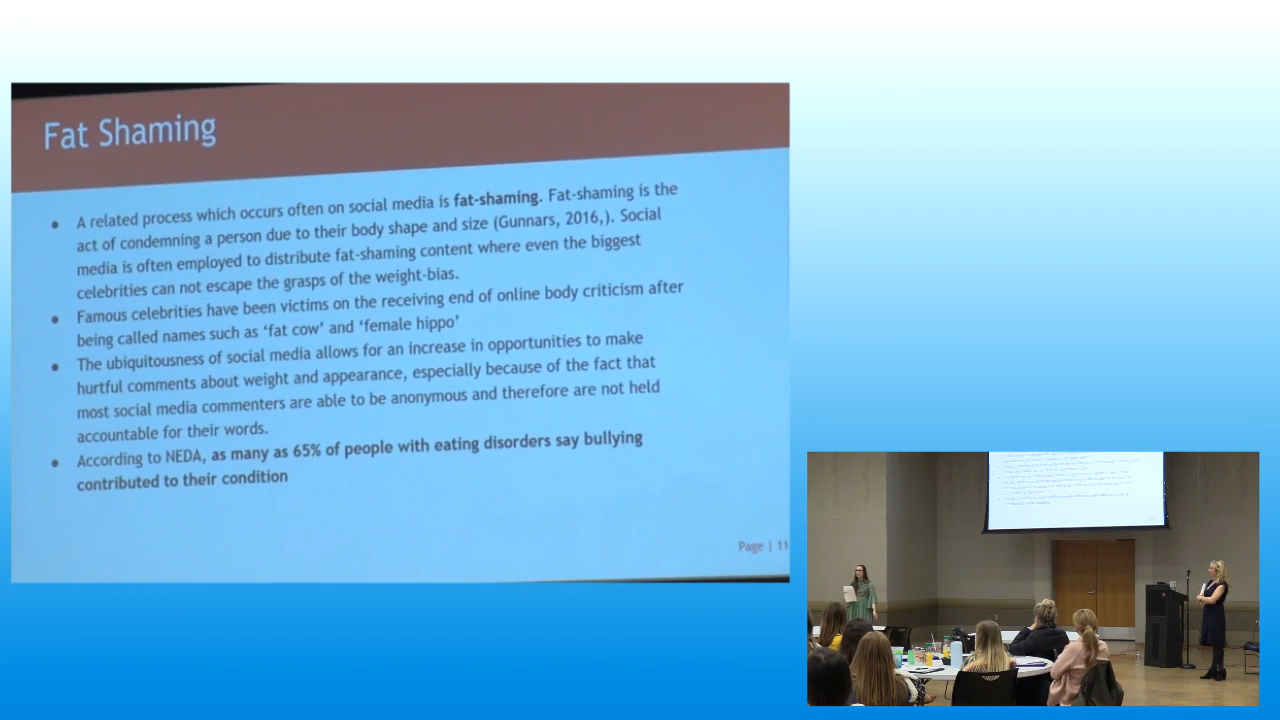 Fat Shaming
A related process which occurs often on social media is fat-shaming. Fat-shaming is the
act of condemning a person due to their body shape and size (Gunnars, 2016,). Social
media is often employed to distribute fat-shaming content where even the biggest
celebrities can not escape the grasps of the weight-bias.
Famous celebrities have been victims on the receiving end of online body criticism after
being called names such as ‘fat cow’ and ‘female hippo’
The ubiquitousness of social media allows for an increase in opportunities to make
hurtful comments about weight and appearance, especially because of the fact that
most social media commenters are able to be anonymous and therefore are not held
accountable for their words.
According to NEDA, as many as 65% of people with eating disorders say bullying
contributed to their condition
Page | 11